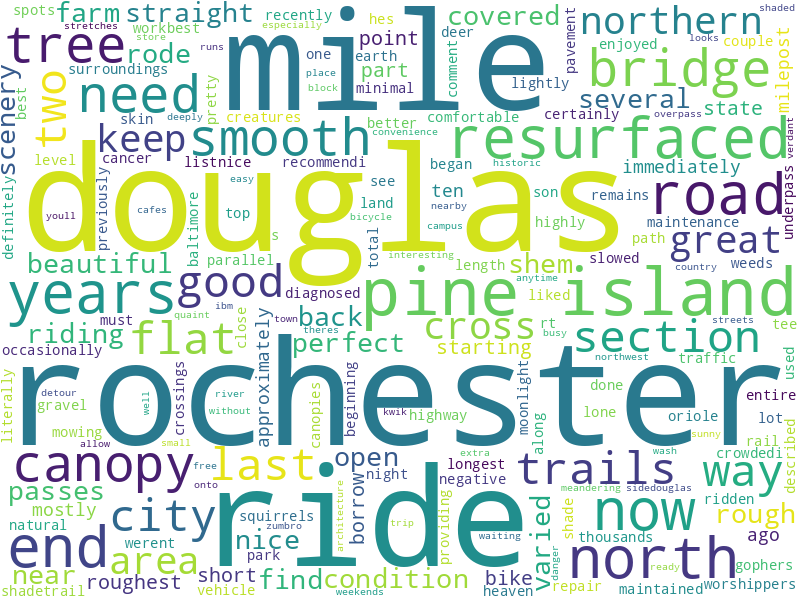 spots farm straight recently hes covered northern shaded
stretches workbest especially
tree rode mile point deer comment pavement enjoyed looks couple
store runs one earth
surroundings place part bridge milepost
scenery best two need skin pretty block minimal lightly several state
deeply creatures better comfortable certainly overpass verdant
keep smooth convenience resurfaced
level cancer listnice recommendi began historic immediately underpass
definitely previously douglas see ten son remains road
youll cafes easy land bicycle nearby
baltimore top campus highly maintenance
s total path great
beautiful parallel interesting length shem slowed weeds
good diagnosed anytime country
years ibm pine island
quaint close town liked streets tee
riding must flat back theres cross rt busy section
occasionally approximately perfect starting northwest traffic used
literally crossings rochester moonlight
detour well river canopies beginning done entire
gravel without kwik highway along lone oriole lot described
mowing allow small extra rail sunny
canopy free last open night longest wash crowdedi
passes onto negative trails meandering sidedouglas way
mostly city squirrels architecture borrow providing ridden
natural zumbro ride trip waiting varied shade now rough
end werent nice park thousands ago
area danger north
near short find condition bike ready gophers
roughest vehicle heaven repair maintained worshippers
shadetrail weekends